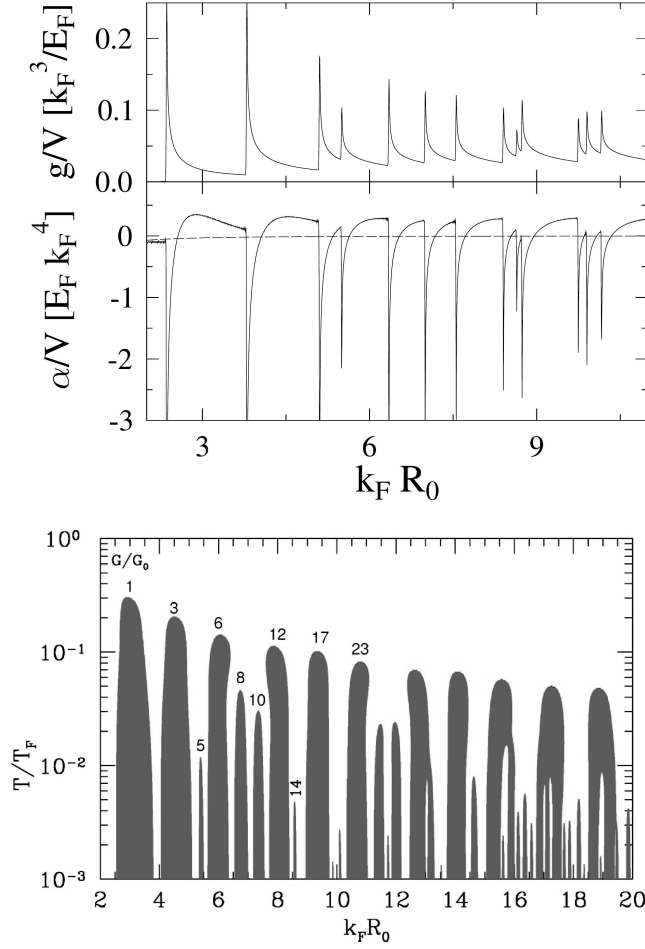 g/V [k_F^3/E_F]
0.2
0.1
0.0
α/V [E_F k_F^4]
0
-1
-2
-3
3 6 9
k_F R_0
T/T_F
10^0
10^-1
10^-2
10^-3
G/G_0
1 3 6 12 17 23
8
10
5
14
2 4 6 8 10 12 14 16 18 20
k_F R_0